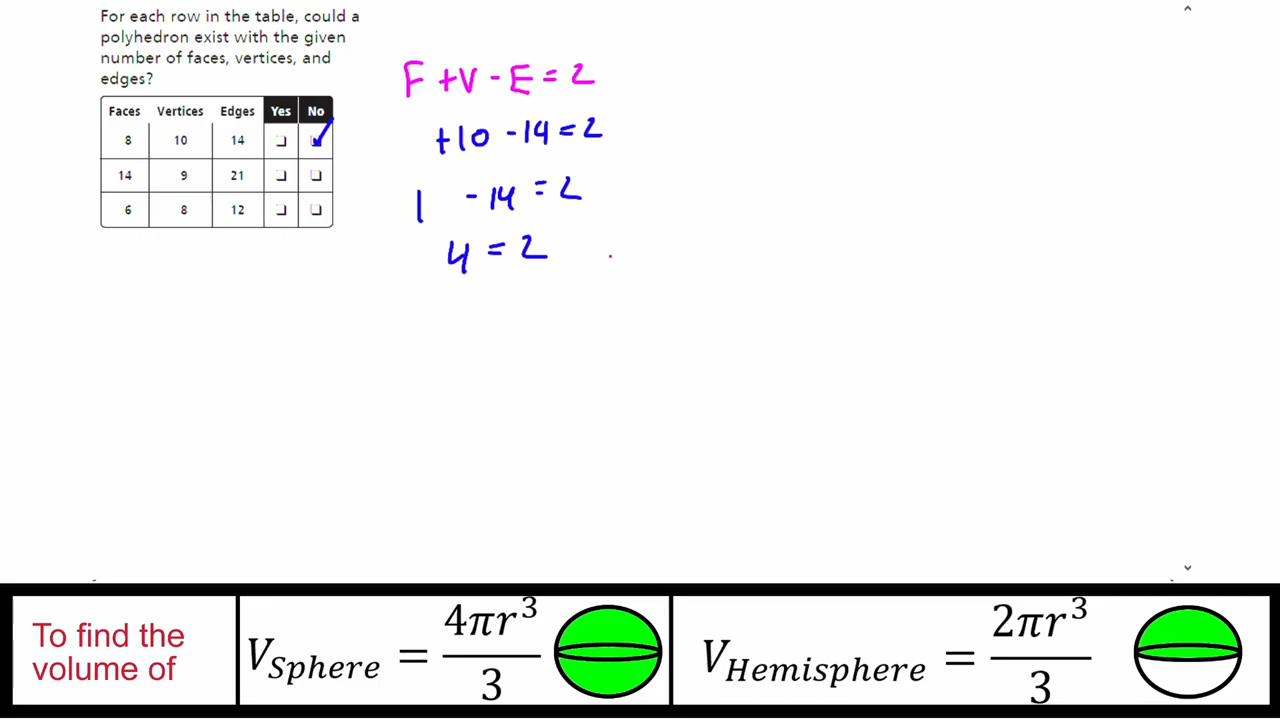 For each row in the table, could a
polyhedron exist with the given
number of faces, vertices, and
edges?
Faces Vertices Edges Yes No
8 10 14
14 9 21
6 8 12
F + V - E = 2
+10 - 14 = 2
1 - 14 = 2
4 = 2
To find the
volume of
V_Sphere = 4πr³/3
V_Hemisphere = 2πr³/3